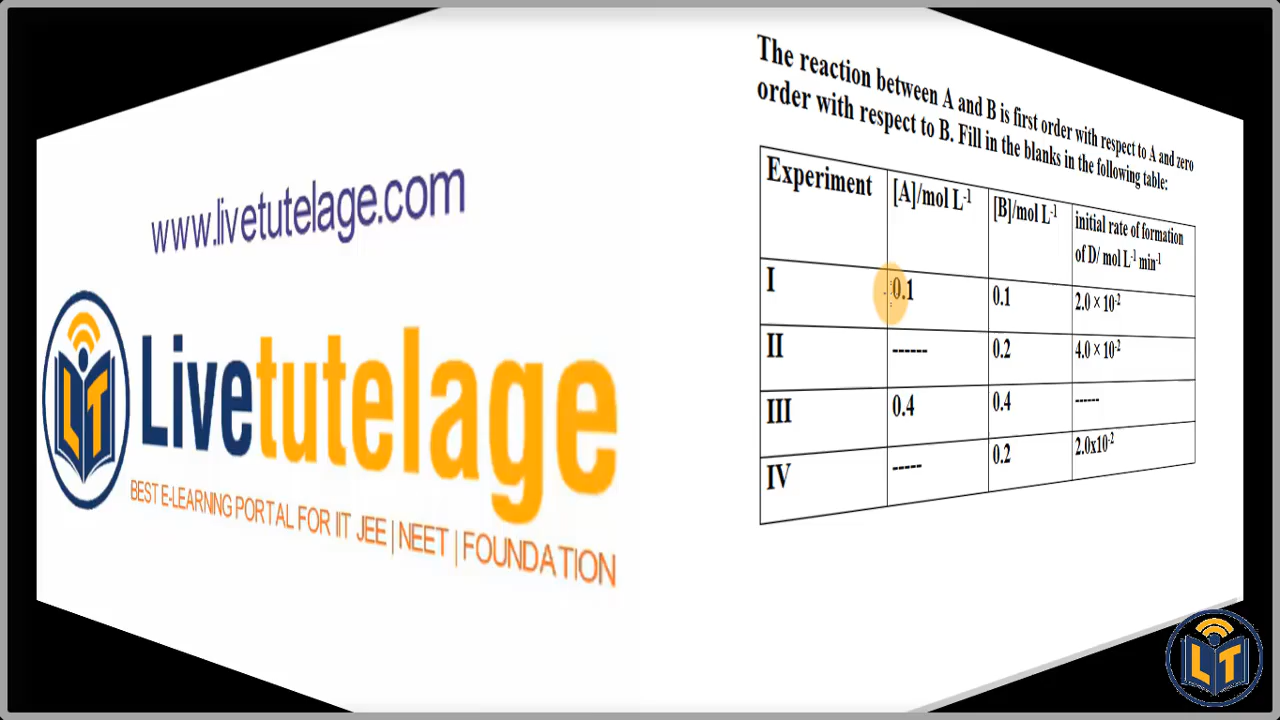 www.livetutelage.com
LT
Livetutelage
BEST E-LEARNING PORTAL FOR IIT JEE | NEET | FOUNDATION
The reaction between A and B is first order with respect to A and zero
order with respect to B. Fill in the blanks in the following table:
Experiment [A]/mol L⁻¹ [B]/mol L⁻¹ initial rate of formation
of D/ mol L⁻¹ min⁻¹
I 0.1 0.1 2.0 × 10⁻²
II ------ 0.2 4.0 × 10⁻²
III 0.4 0.4 ------
IV ----- 0.2 2.0x10⁻²
LT